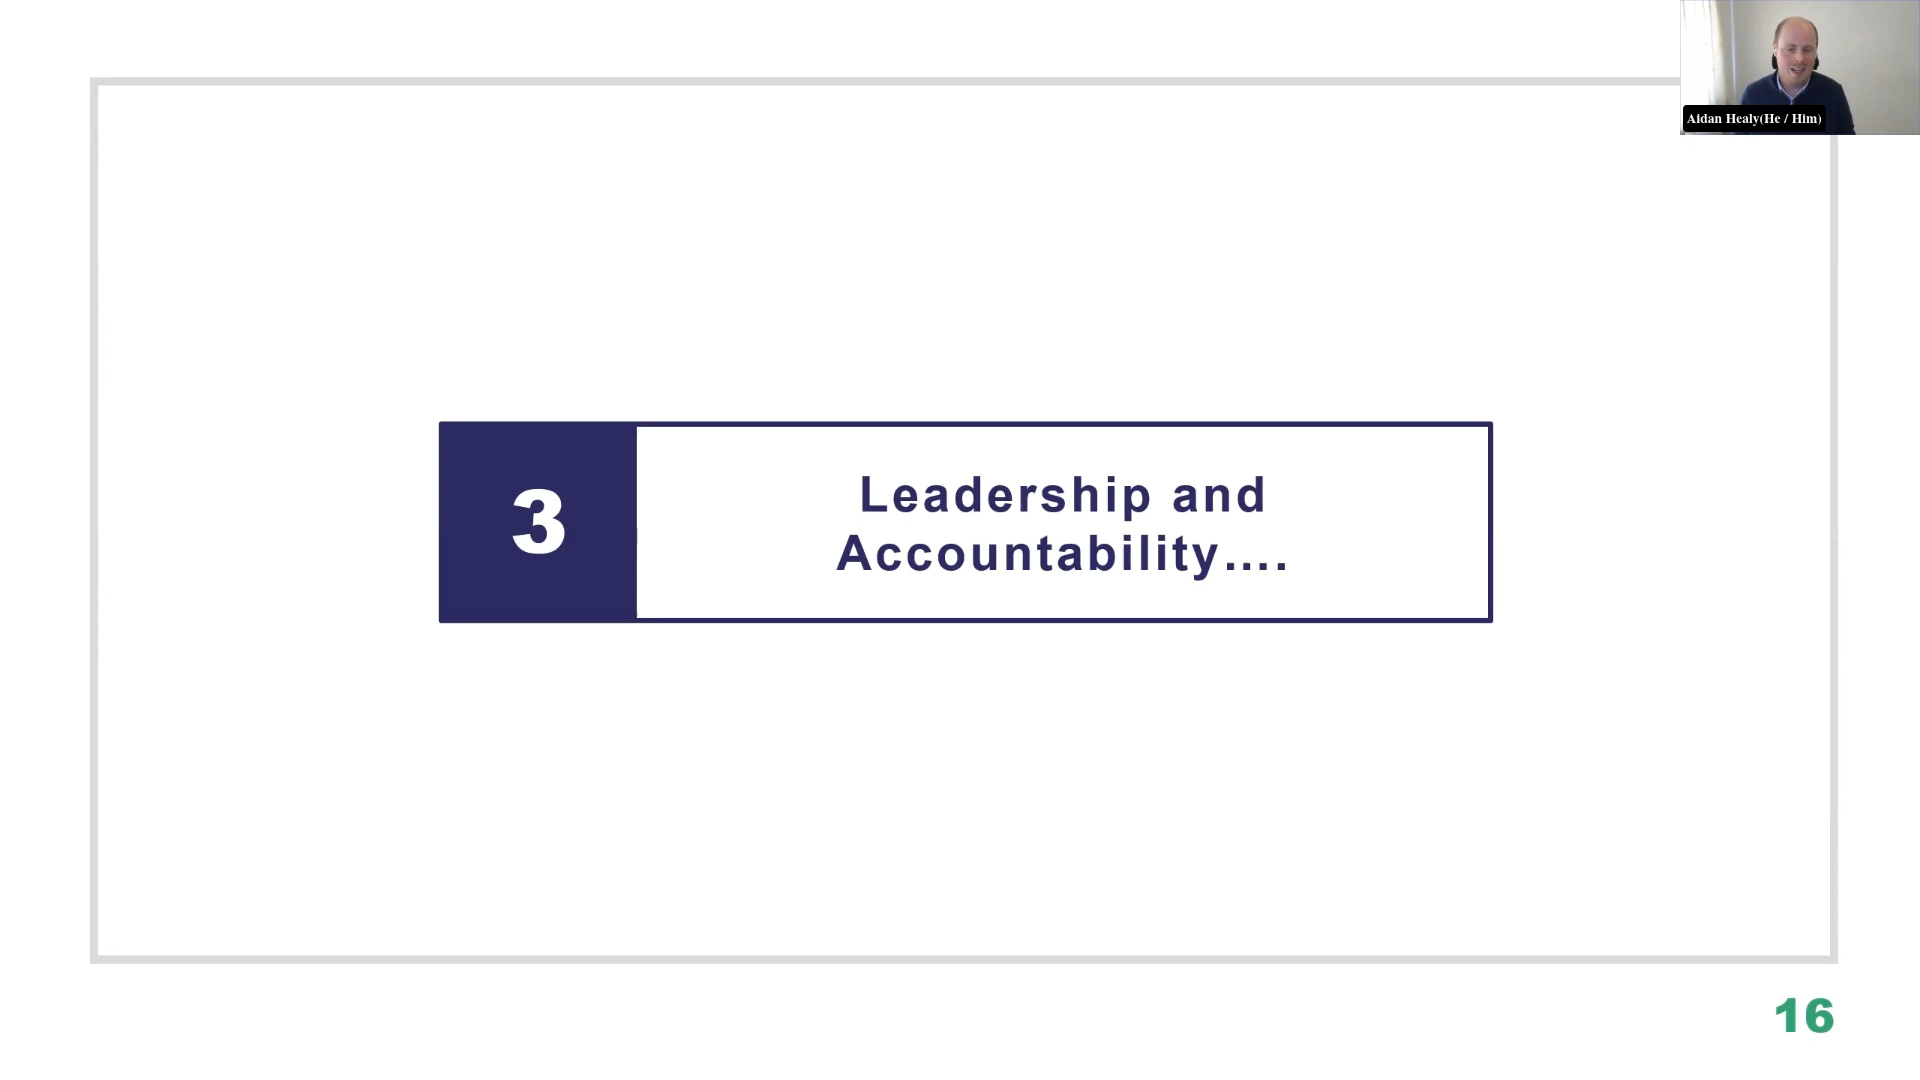 Aidan Healy(He / Him)
3
Leadership and
Accountability....
16